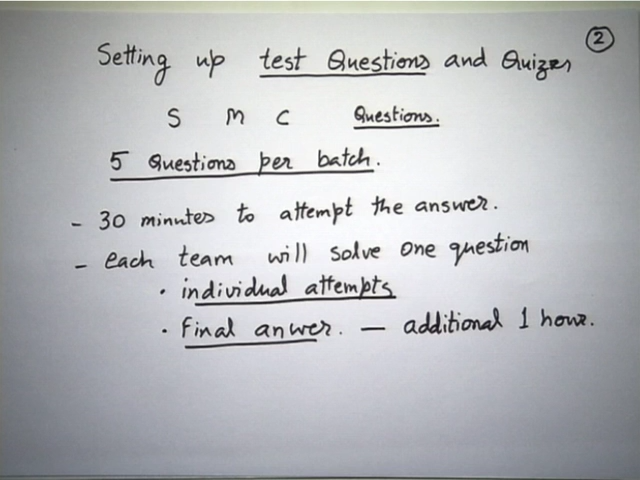 2
Setting up test Questions and Quizes
S M C Questions.
5 Questions per batch.
- 30 minutes to attempt the answer.
- each team will solve one question
· individual attempts
· Final anwer. — additional 1 hour.